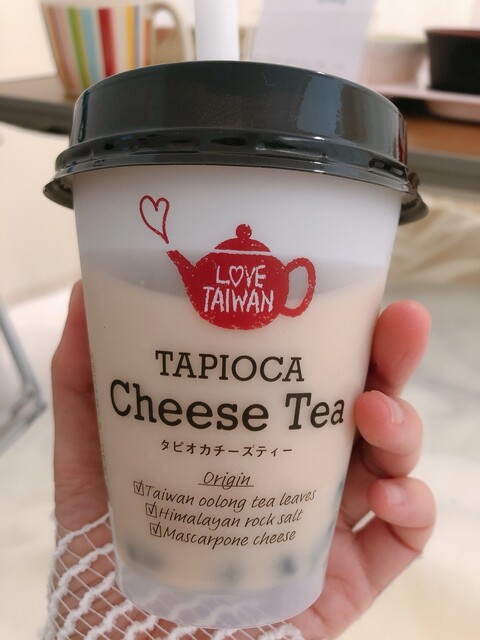 LOVE
TAIWAN
TAPIOCA
Cheese Tea
タピオカチーズティー
Origin
☑Taiwan oolong tea leaves
☑Himalayan rock salt
☑Mascarpone cheese